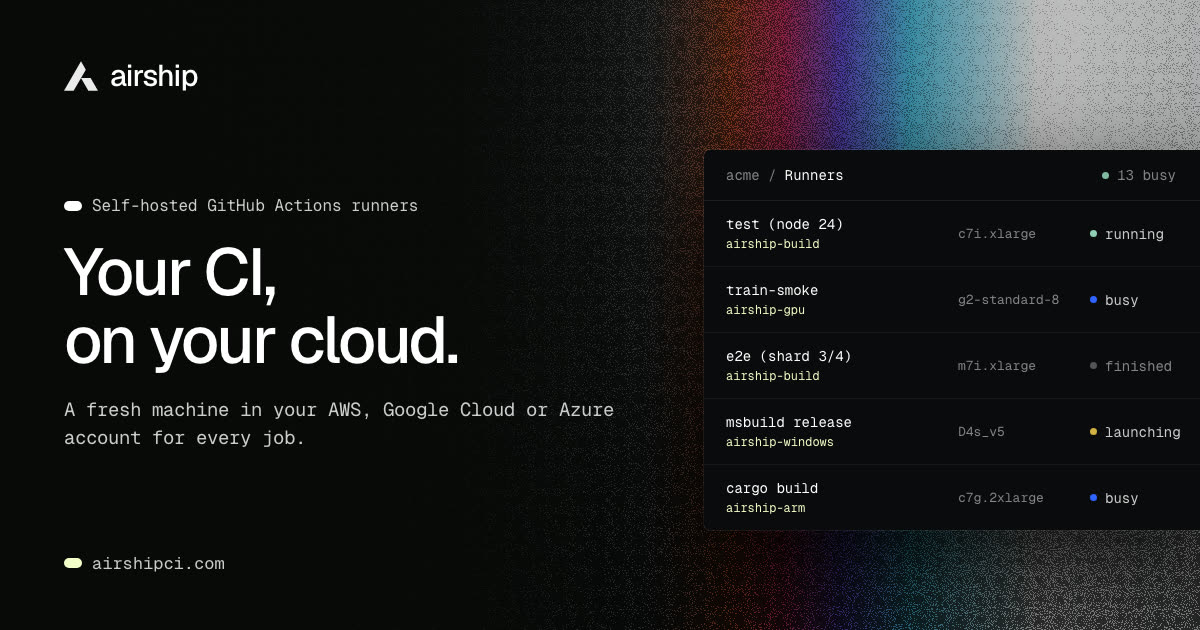 airship
Self-hosted GitHub Actions runners
Your CI,
on your cloud.
A fresh machine in your AWS, Google Cloud or Azure
account for every job.
airshipci.com
acme / Runners
13 busy
test (node 24)
airship-build
c7i.xlarge
running
train-smoke
airship-gpu
g2-standard-8
busy
e2e (shard 3/4)
airship-build
m7i.xlarge
finished
msbuild release
airship-windows
D4s_v5
launching
cargo build
airship-arm
c7g.2xlarge
busy